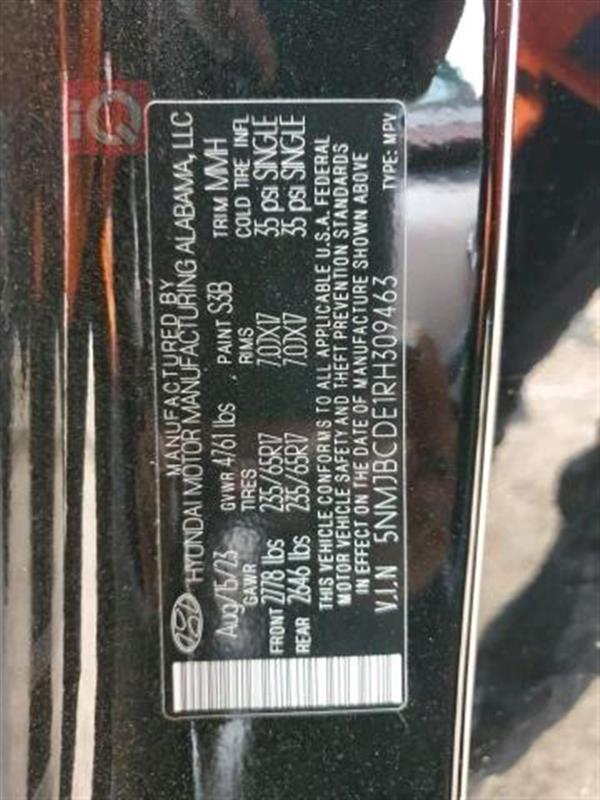 iQ
MANUFACTURED BY
HYUNDAI MOTOR MANUFACTURING ALABAMA, LLC
Aug/15/23 GVWR 4761 lbs PAINT S3B TRIM MMH
GAWR TIRES RIMS COLD TIRE INFL
FRONT 2778 lbs 235/65R17 7.0JX17 35 psi SINGLE
REAR 2646 lbs 235/65R17 7.0JX17 35 psi SINGLE
THIS VEHICLE CONFORMS TO ALL APPLICABLE U.S.A. FEDERAL
MOTOR VEHICLE SAFETY AND THEFT PREVENTION STANDARDS
IN EFFECT ON THE DATE OF MANUFACTURE SHOWN ABOVE
V.I.N 5NMJBCDE1RH309463 TYPE: MPV